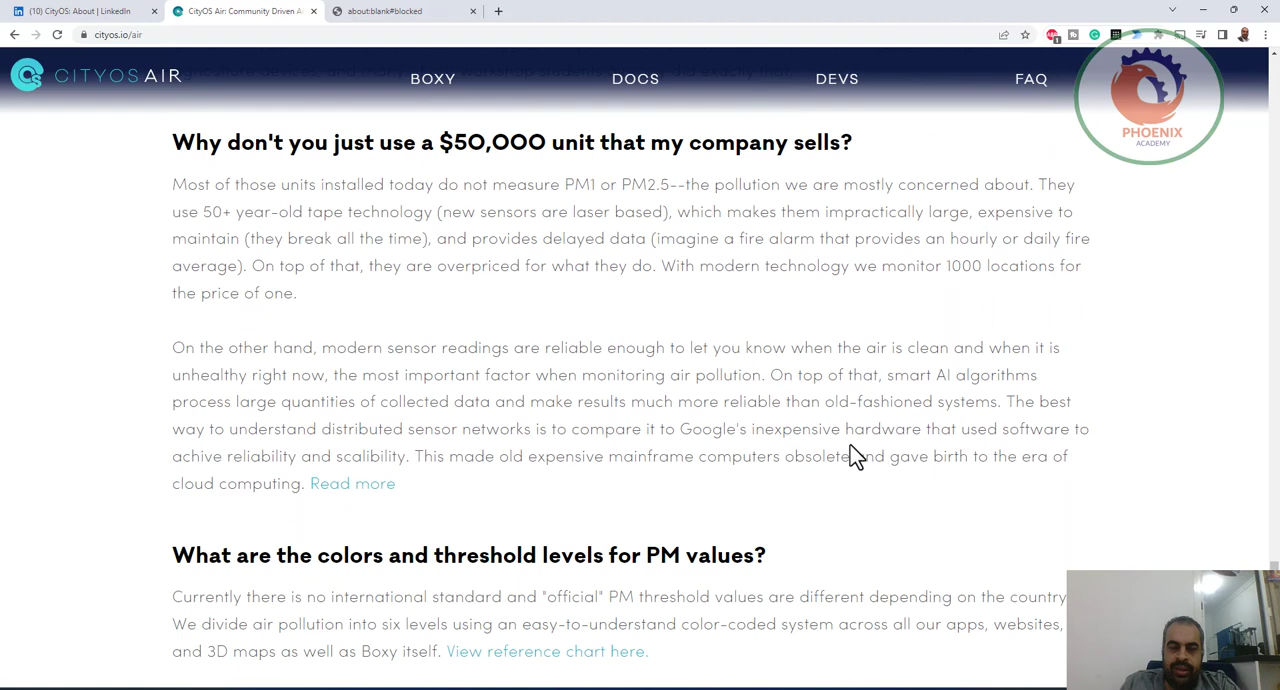 (10) CityOS: About | LinkedIn
CityOS Air: Community Driven A
about:blank#blocked
cityos.io/air
CITYOS AIR
BOXY
DOCS
DEVS
FAQ
PHOENIX
ACADEMY
Why don't you just use a $50,000 unit that my company sells?
Most of those units installed today do not measure PM1 or PM2.5--the pollution we are mostly concerned about. They
use 50+ year-old tape technology (new sensors are laser based), which makes them impractically large, expensive to
maintain (they break all the time), and provides delayed data (imagine a fire alarm that provides an hourly or daily fire
average). On top of that, they are overpriced for what they do. With modern technology we monitor 1000 locations for
the price of one.
On the other hand, modern sensor readings are reliable enough to let you know when the air is clean and when it is
unhealthy right now, the most important factor when monitoring air pollution. On top of that, smart AI algorithms
process large quantities of collected data and make results much more reliable than old-fashioned systems. The best
way to understand distributed sensor networks is to compare it to Google's inexpensive hardware that used software to
achive reliability and scalibility. This made old expensive mainframe computers obsolete and gave birth to the era of
cloud computing. Read more
What are the colors and threshold levels for PM values?
Currently there is no international standard and "official" PM threshold values are different depending on the country
We divide air pollution into six levels using an easy-to-understand color-coded system across all our apps, websites,
and 3D maps as well as Boxy itself. View reference chart here.